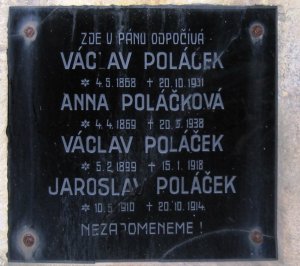 ZDE V PÁNU ODPOČÍVÁ
VÁCLAV POLÁČEK
✲ 4.5.1868 ✝ 20.10.1931
ANNA POLÁČKOVÁ
✲ 4.4.1869 ✝ 20.5.1938
VÁCLAV POLÁČEK
✲ 5.2.1899 ✝ 15.1.1918
JAROSLAV POLÁČEK
✲ 10.5.1910 ✝ 20.10.1914.
NEZAPOMENEME!